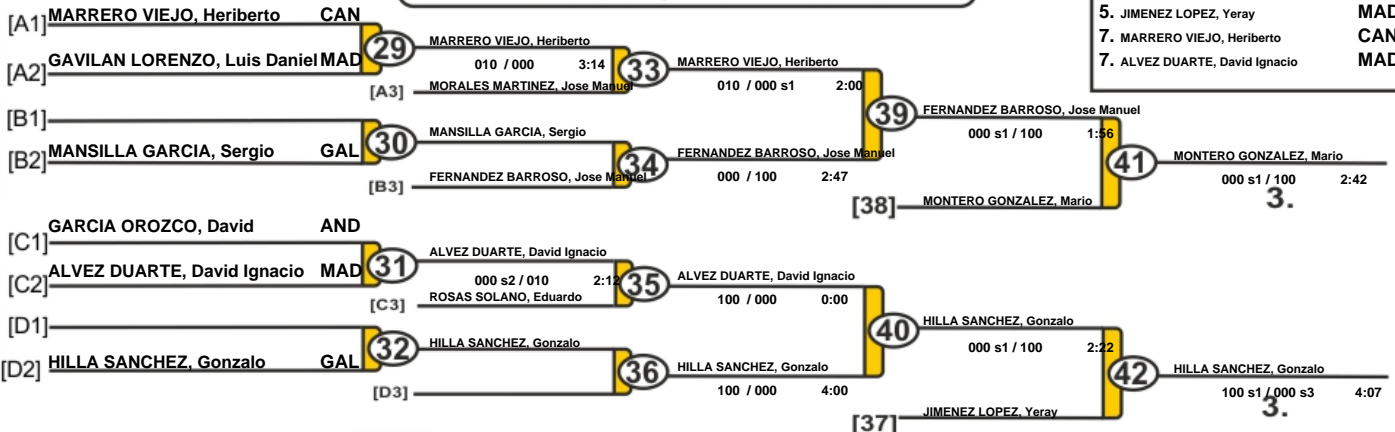 5. JIMENEZ LOPEZ, Yeray MAD
7. MARRERO VIEJO, Heriberto CAN
7. ALVEZ DUARTE, David Ignacio MAD
[A1] MARRERO VIEJO, Heriberto CAN
[A2] GAVILAN LORENZO, Luis Daniel MAD
29
MARRERO VIEJO, Heriberto
010 / 000 3:14
[A3] MORALES MARTINEZ, Jose Manuel
33
MARRERO VIEJO, Heriberto
010 / 000 s1 2:00
[B1]
[B2] MANSILLA GARCIA, Sergio GAL
30
MANSILLA GARCIA, Sergio
[B3] FERNANDEZ BARROSO, Jose Manuel
34
FERNANDEZ BARROSO, Jose Manuel
000 / 100 2:47
39
FERNANDEZ BARROSO, Jose Manuel
000 s1 / 100 1:56
[38] MONTERO GONZALEZ, Mario
41
MONTERO GONZALEZ, Mario
000 s1 / 100 2:42
3.
[C1] GARCIA OROZCO, David AND
[C2] ALVEZ DUARTE, David Ignacio MAD
31
ALVEZ DUARTE, David Ignacio
000 s2 / 010 2:12
[C3] ROSAS SOLANO, Eduardo
35
ALVEZ DUARTE, David Ignacio
100 / 000 0:00
[D1]
[D2] HILLA SANCHEZ, Gonzalo GAL
32
HILLA SANCHEZ, Gonzalo
[D3]
36
HILLA SANCHEZ, Gonzalo
100 / 000 4:00
40
HILLA SANCHEZ, Gonzalo
000 s1 / 100 2:22
[37] JIMENEZ LOPEZ, Yeray
42
HILLA SANCHEZ, Gonzalo
100 s1 / 000 s3 4:07
3.